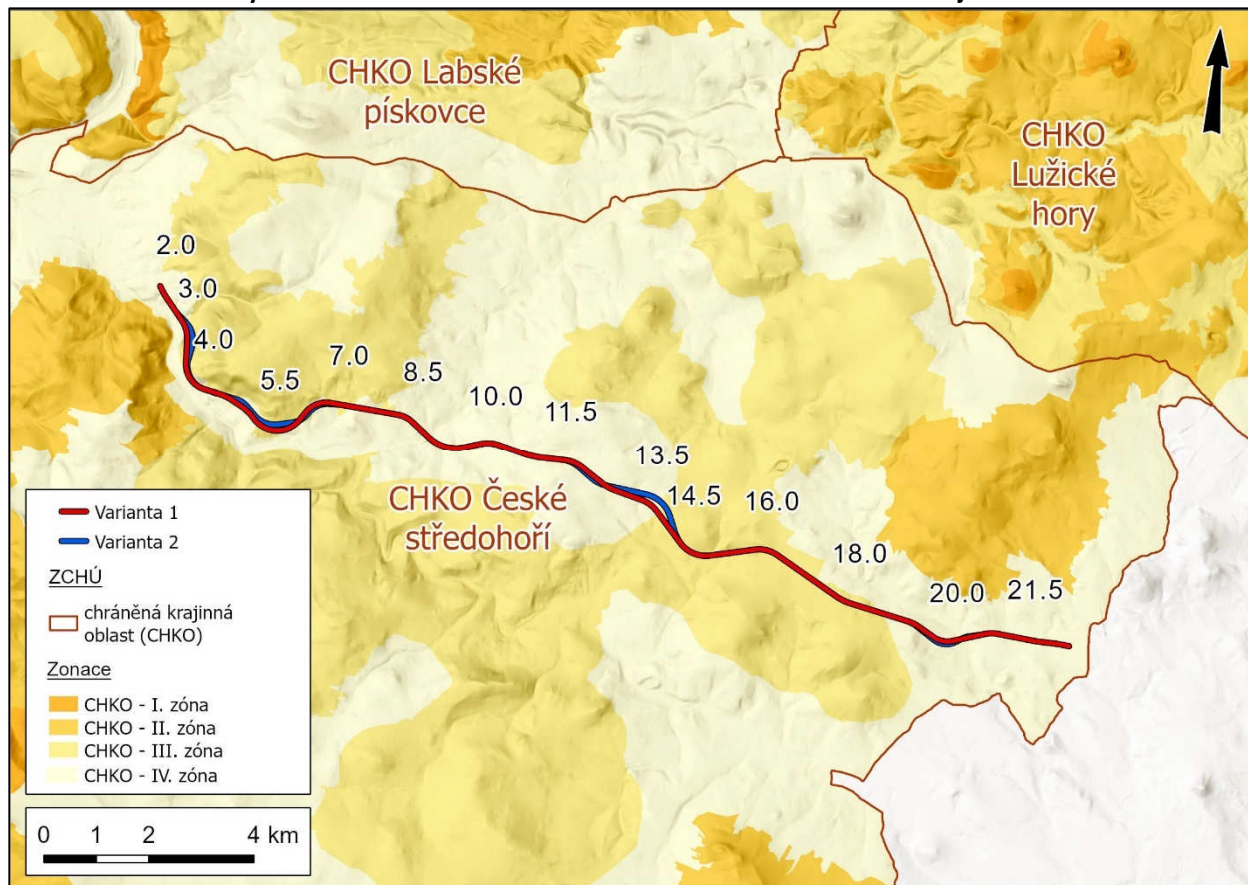 CHKO Labské
pískovce
CHKO
Lužické
hory
2.0
3.0
4.0
5.5
7.0
8.5
10.0
11.5
13.5
14.5
16.0
18.0
20.0
21.5
CHKO České
středohoří
Varianta 1
Varianta 2
ZCHÚ
chráněná krajinná
oblast (CHKO)
Zonace
CHKO - I. zóna
CHKO - II. zóna
CHKO - III. zóna
CHKO - IV. zóna
0 1 2 4 km